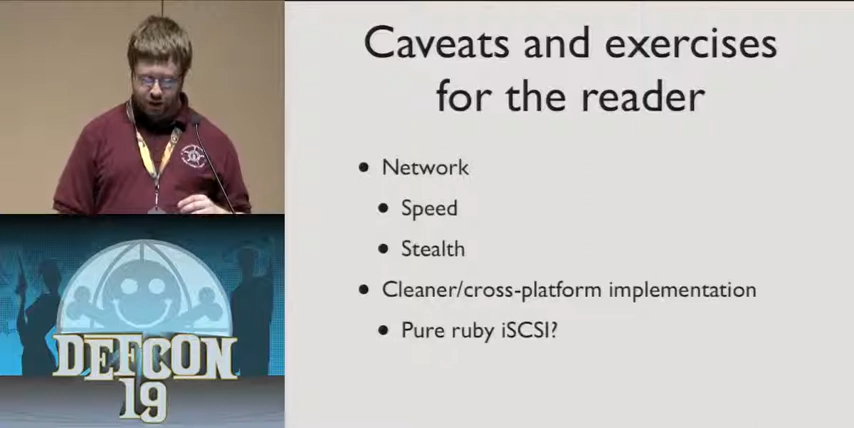 Caveats and exercises
for the reader
• Network
• Speed
• Stealth
• Cleaner/cross-platform implementation
• Pure ruby iSCSI?
DEFCON
19